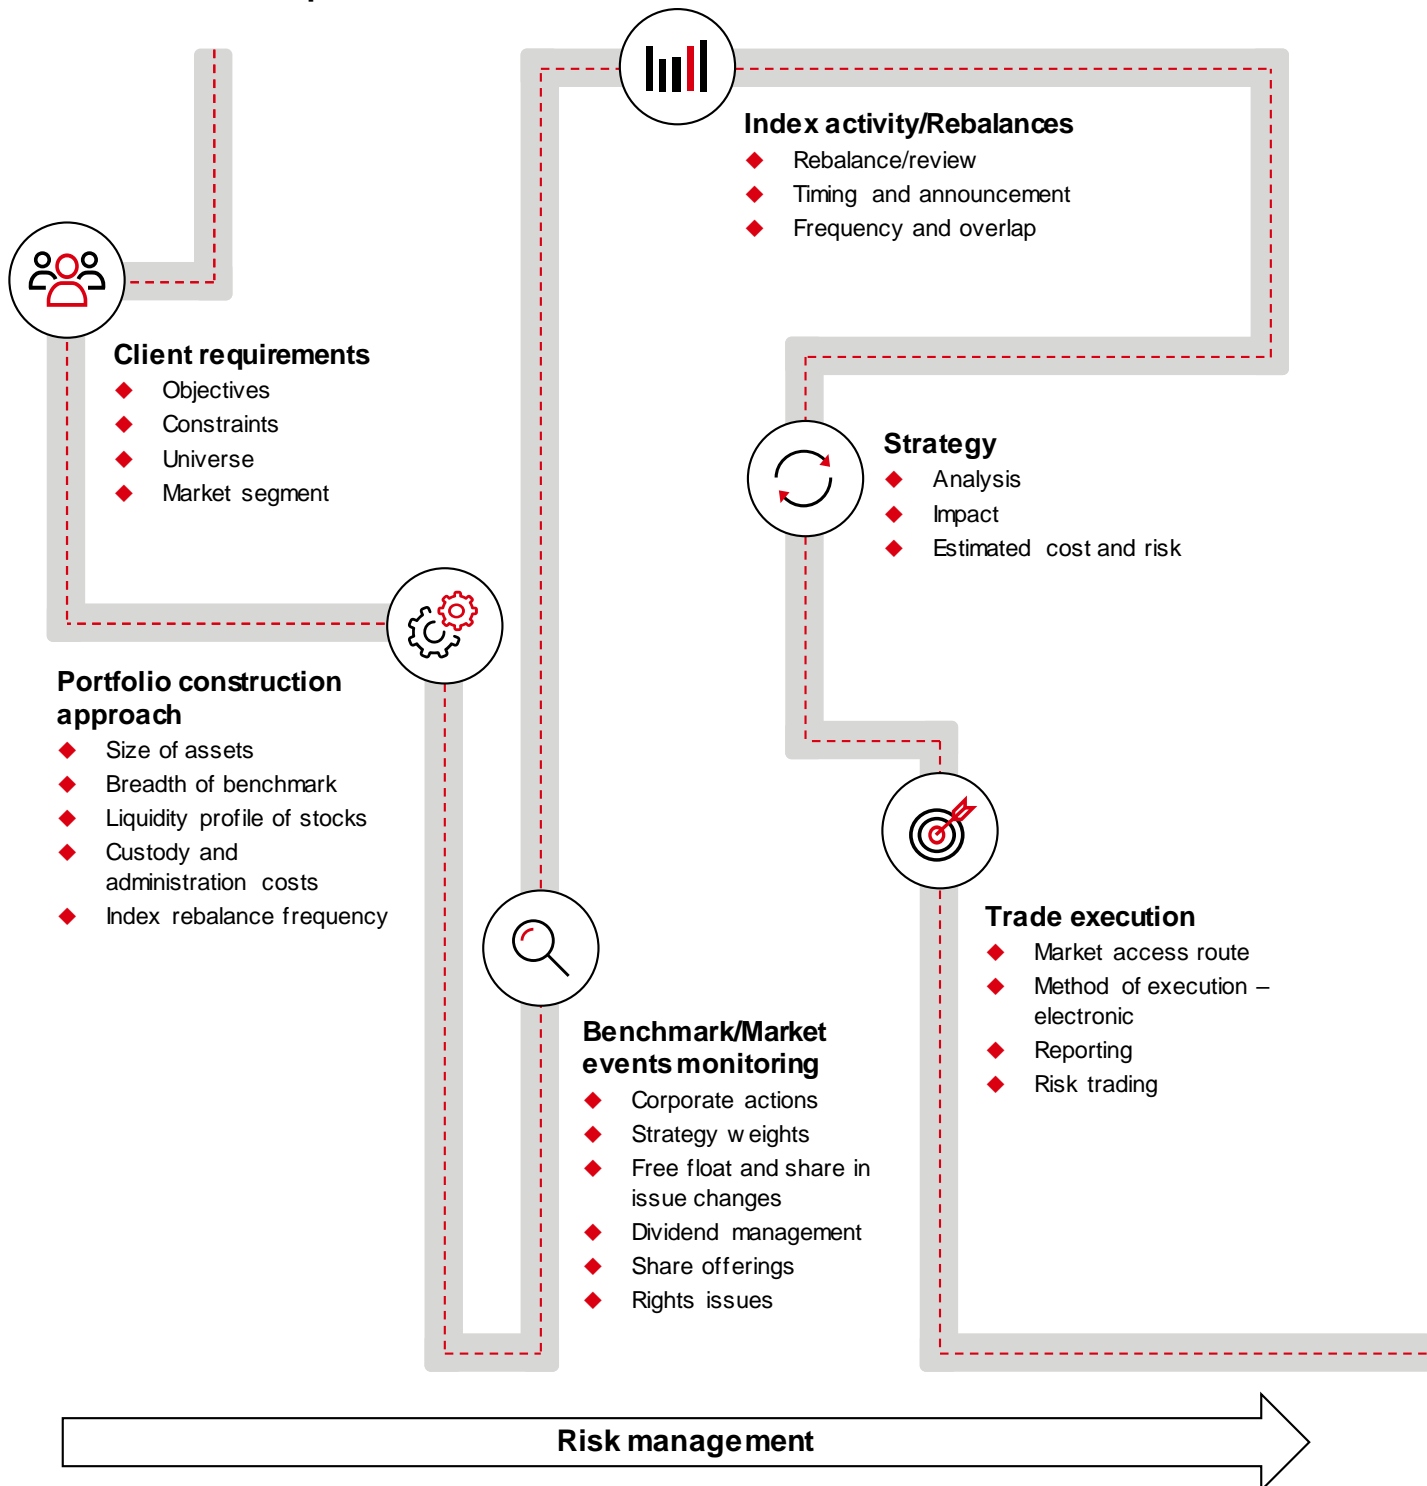 Client requirements
Objectives
Constraints
Universe
Market segment
Portfolio construction
approach
Size of assets
Breadth of benchmark
Liquidity profile of stocks
Custody and
administration costs
Index rebalance frequency
Benchmark/Market
events monitoring
Corporate actions
Strategy weights
Free float and share in
issue changes
Dividend management
Share offerings
Rights issues
Index activity/Rebalances
Rebalance/review
Timing and announcement
Frequency and overlap
Strategy
Analysis
Impact
Estimated cost and risk
Trade execution
Market access route
Method of execution –
electronic
Reporting
Risk trading
Risk management